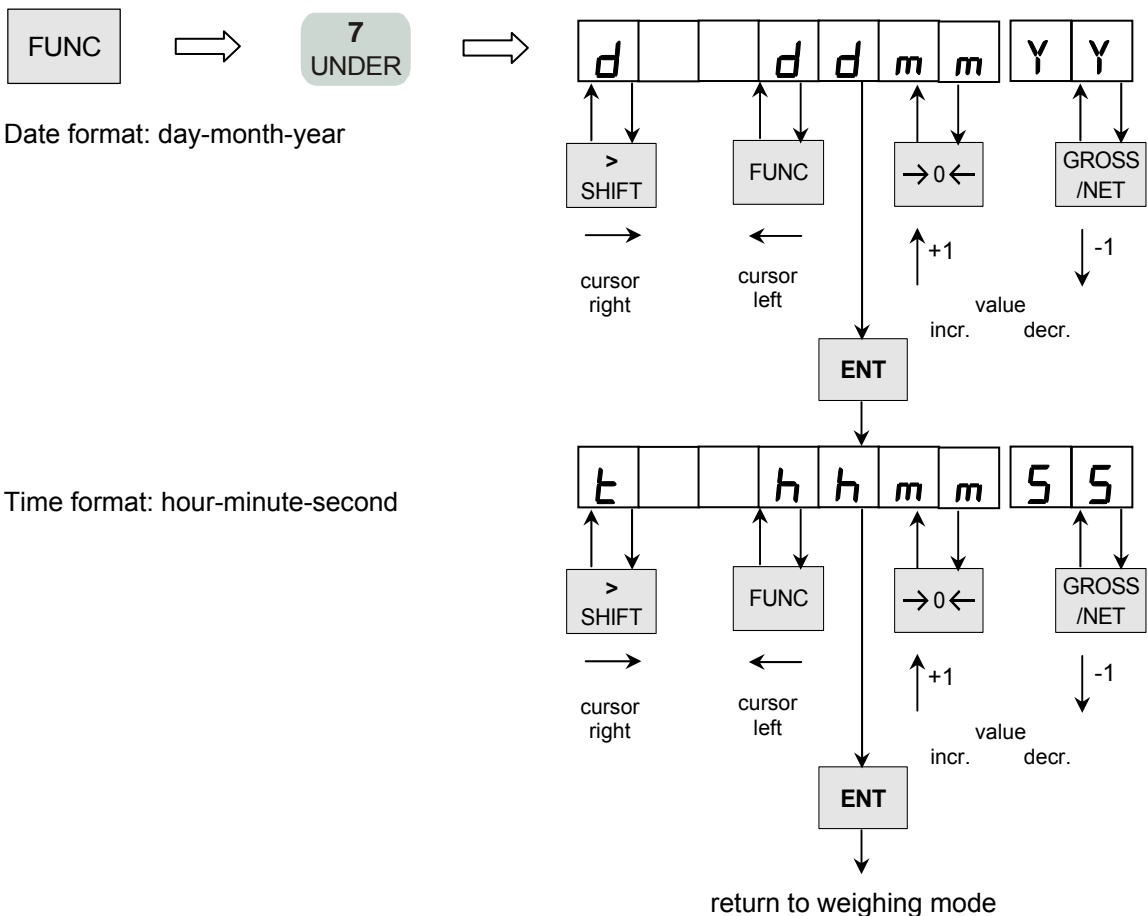 FUNC
7
UNDER
d d d m m Y Y
Date format: day-month-year
>
SHIFT
FUNC
→0←
GROSS
/NET
cursor
right
cursor
left
+1
-1
value
incr. decr.
ENT
t h h m m S S
Time format: hour-minute-second
>
SHIFT
FUNC
→0←
GROSS
/NET
cursor
right
cursor
left
+1
-1
value
incr. decr.
ENT
return to weighing mode